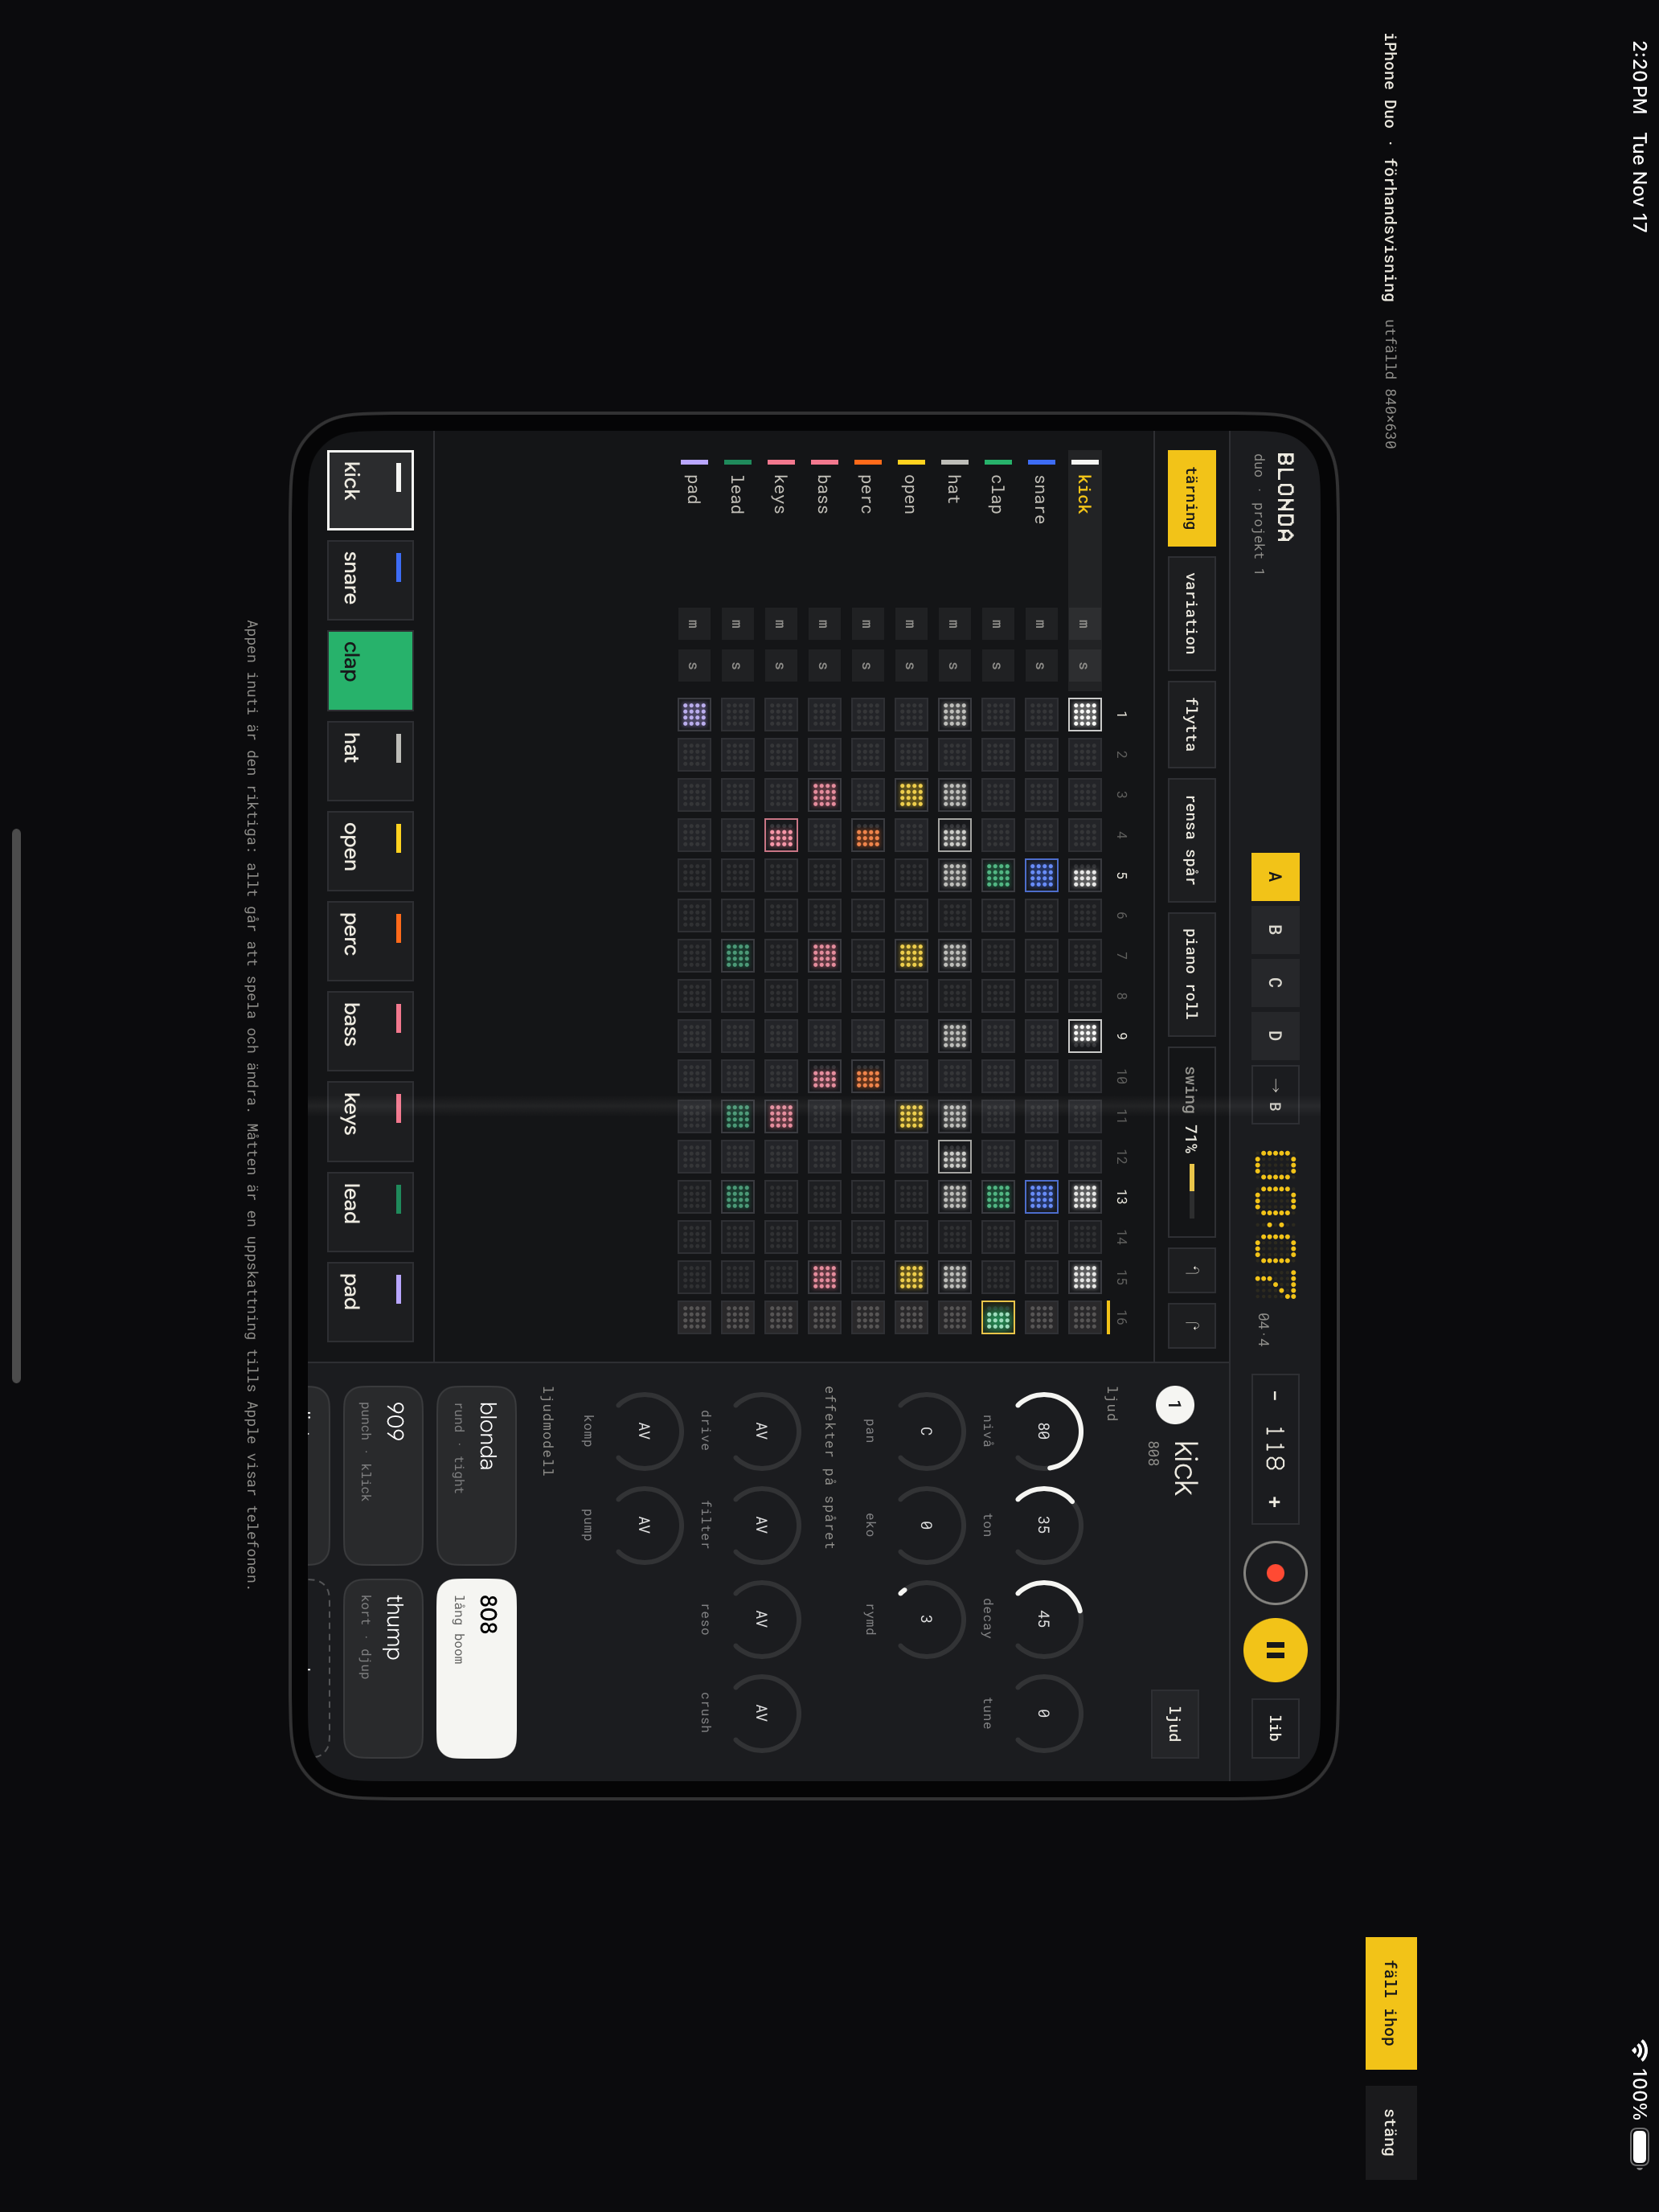 2:20 PM Tue Nov 17
100%
iPhone Duo · förhandsvisning utfälld 840×630
fäll ihop
stäng
BLONDA
duo · projekt 1
A
B
C
D
→ B
00:07
04·4
- 118 +
lib
tärning
variation
flytta
rensa spår
piano roll
swing 71%
1 2 3 4 5 6 7 8 9 10 11 12 13 14 15 16
kick m s
snare m s
clap m s
hat m s
open m s
perc m s
bass m s
keys m s
lead m s
pad m s
kick
snare
clap
hat
open
perc
bass
keys
lead
pad
1
kick
808
ljud
ljud
80 35 45 0
nivå ton decay tune
C 0 3
pan eko rymd
effekter på spåret
AV AV AV AV
drive filter reso crush
AV AV
komp pump
ljudmodell
blonda
rund · tight
808
lång boom
909
punch · klick
thump
kort · djup
Appen inuti är den riktiga: allt går att spela och ändra. Måtten är en uppskattning tills Apple visar telefonen.